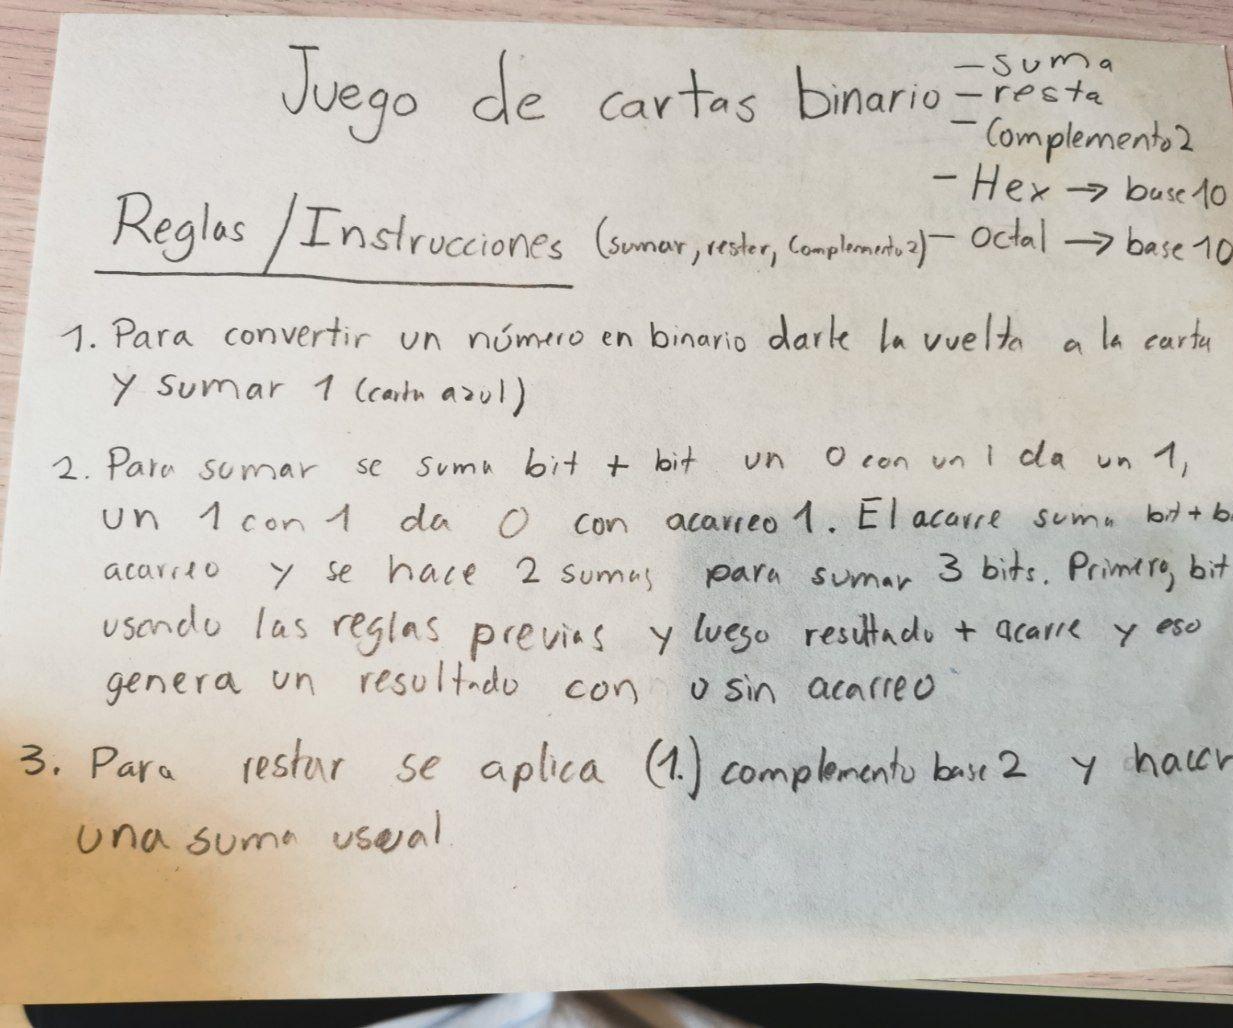 Juego de cartas binario
- suma
- resta
- Complemento 2
- Hex → base 10
- Octal → base 10
Reglas / Instrucciones (sumar, rester, Complemento 2)
1. Para convertir un número en binario darle la vuelta a la carta
y sumar 1 (carta azul)
2. Para sumar se suma bit + bit un 0 con un 1 da un 1,
un 1 con 1 da 0 con acarreo 1. El acarre suma bit + b
acarreo y se hace 2 sumas para sumar 3 bits. Primero, bit
usando las reglas previas y luego resultado + acarre y eso
genera un resultado con o sin acarreo
3. Para restar se aplica (1.) complemento base 2 y hacer
una suma usual.